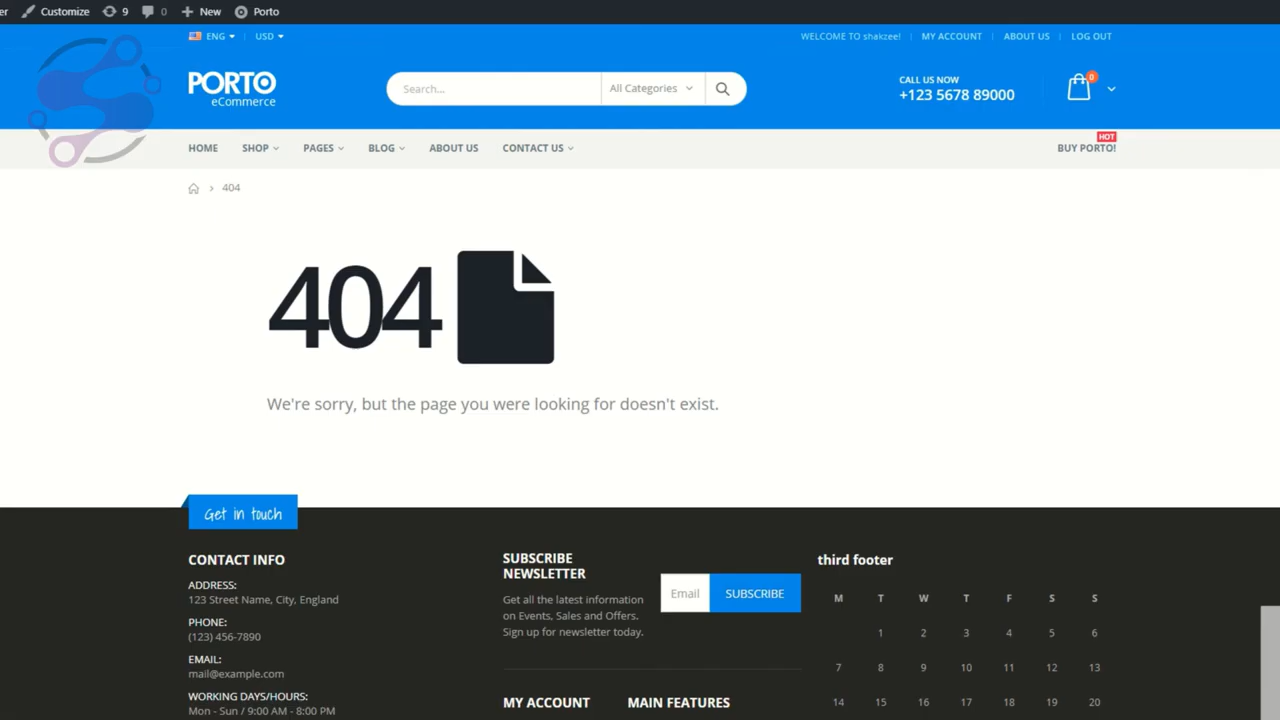 er Customize 9 0 New Porto
ENG USD WELCOME TO shakzee! MY ACCOUNT ABOUT US LOG OUT
PORTO
eCommerce
Search... All Categories
CALL US NOW
+123 5678 89000
0
HOT
HOME SHOP PAGES BLOG ABOUT US CONTACT US BUY PORTO!
404
404
We're sorry, but the page you were looking for doesn't exist.
Get in touch
CONTACT INFO
ADDRESS:
123 Street Name, City, England
PHONE:
(123) 456-7890
EMAIL:
mail@example.com
WORKING DAYS/HOURS:
Mon - Sun / 9:00 AM - 8:00 PM
SUBSCRIBE
NEWSLETTER
Get all the latest information
on Events, Sales and Offers.
Sign up for newsletter today.
Email SUBSCRIBE
MY ACCOUNT MAIN FEATURES
third footer
M T W T F S S
1 2 3 4 5 6
7 8 9 10 11 12 13
14 15 16 17 18 19 20